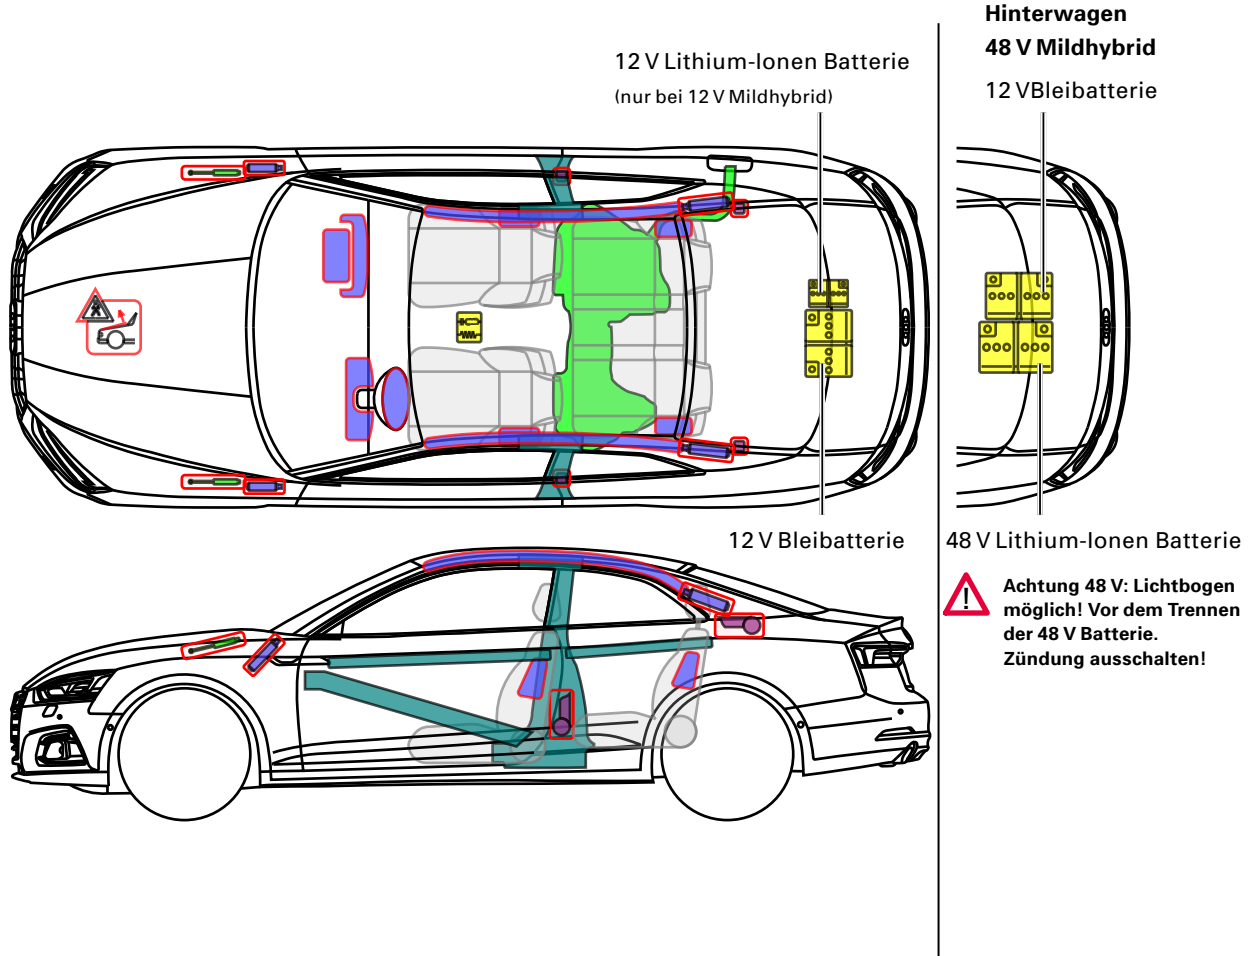 12 V Lithium-Ionen Batterie
(nur bei 12 V Mildhybrid)
12 V Bleibatterie
Hinterwagen
48 V Mildhybrid
12 VBleibatterie
48 V Lithium-Ionen Batterie
Achtung 48 V: Lichtbogen
möglich! Vor dem Trennen
der 48 V Batterie.
Zündung ausschalten!